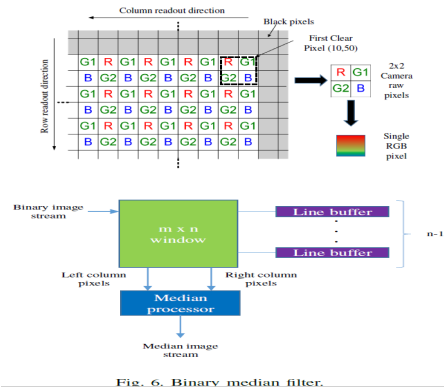 Column readout direction
Black pixels
First Clear
Pixel (10,50)
Row readout direction
G1 R G1 R G1 R G1 R G1
B G2 B G2 B G2 B G2 B
G1 R G1 R G1 R G1 R G1
B G2 B G2 B G2 B G2 B
G1 R G1 R G1 R G1 R G1
B G2 B G2 B G2 B G2 B
R G1
G2 B
2x2
Camera
raw
pixels
Single
RGB
pixel
Binary image
stream
m x n
window
Line buffer
Line buffer
n-1
Left column
pixels
Right column
pixels
Median
processor
Median image
stream
Fig. 6. Binary median filter.